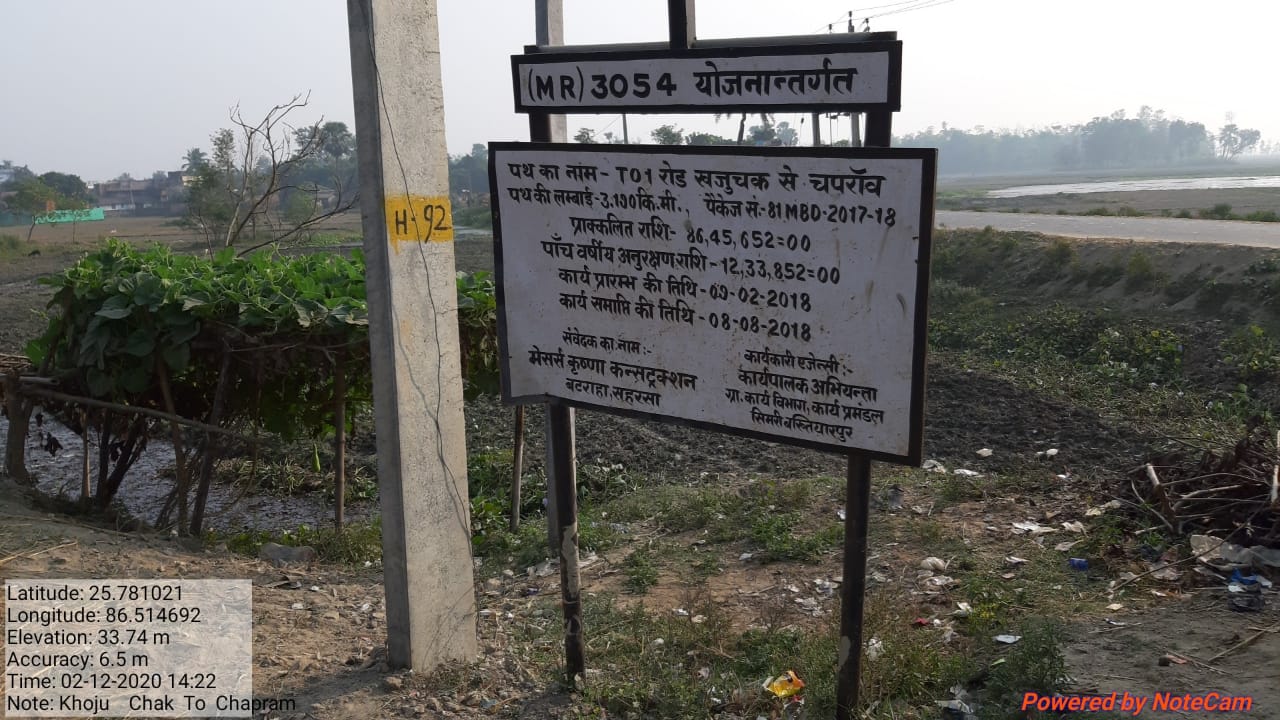 (MR) 3054 योजनान्तर्गत
पथ का नाम - T01 रोड खजुचक से चपरॉव
पथ की लम्बाई- 3.190 कि.मी. पैकेज सं.- 81 MBD-2017-18
प्राक्कलित राशि- 86,45,652=00
पाँच वर्षीय अनुरक्षण राशि - 12,33,852=00
कार्य प्रारम्भ की तिथि - 09-02-2018
कार्य समाप्ति की तिथि - 08-08-2018
संवेदक का नाम :-
मेसर्स कृष्णा कन्सट्रक्शन
बटराहा, सहरसा
कार्यकारी एजेन्सी :-
कार्यपालक अभियन्ता
ग्रा. कार्य विभाग, कार्य प्रमंडल
सिमरी बख्तियारपुर
H-92
Latitude: 25.781021
Longitude: 86.514692
Elevation: 33.74 m
Accuracy: 6.5 m
Time: 02-12-2020 14:22
Note: Khoju Chak To Chapram
Powered by NoteCam